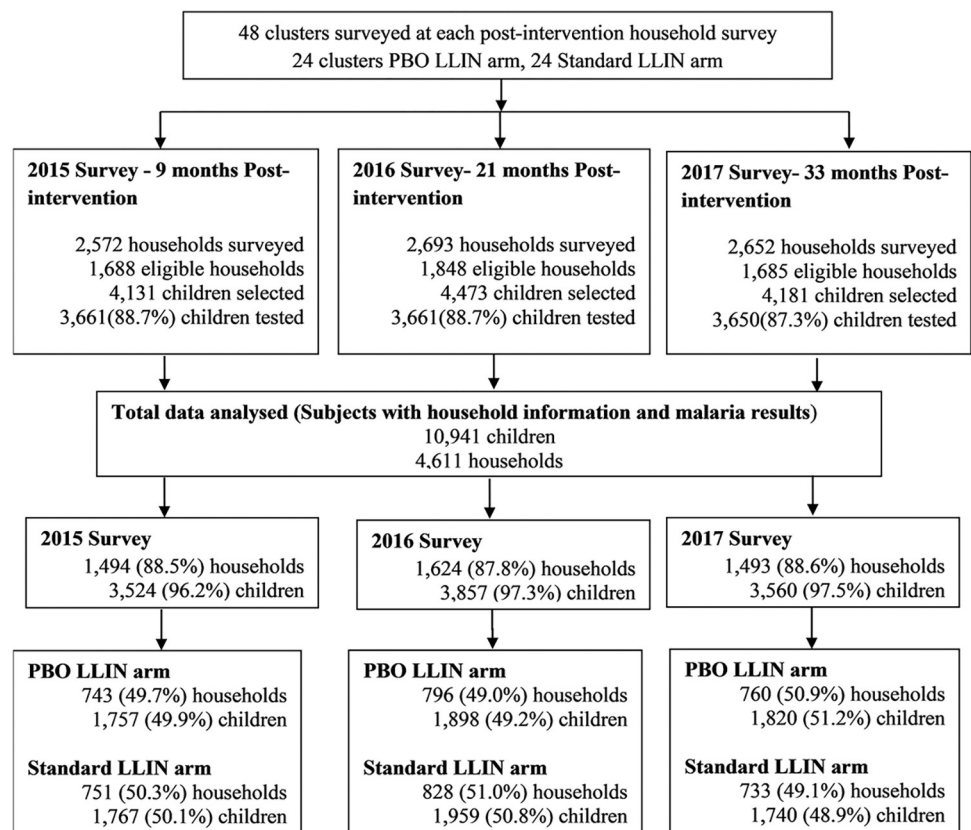 48 clusters surveyed at each post-intervention household survey
24 clusters PBO LLIN arm, 24 Standard LLIN arm
2015 Survey - 9 months Post-
intervention
2,572 households surveyed
1,688 eligible households
4,131 children selected
3,661(88.7%) children tested
2016 Survey- 21 months Post-
intervention
2,693 households surveyed
1,848 eligible households
4,473 children selected
3,661(88.7%) children tested
2017 Survey- 33 months Post-
intervention
2,652 households surveyed
1,685 eligible households
4,181 children selected
3,650(87.3%) children tested
Total data analysed (Subjects with household information and malaria results)
10,941 children
4,611 households
2015 Survey
1,494 (88.5%) households
3,524 (96.2%) children
2016 Survey
1,624 (87.8%) households
3,857 (97.3%) children
2017 Survey
1,493 (88.6%) households
3,560 (97.5%) children
PBO LLIN arm
743 (49.7%) households
1,757 (49.9%) children
Standard LLIN arm
751 (50.3%) households
1,767 (50.1%) children
PBO LLIN arm
796 (49.0%) households
1,898 (49.2%) children
Standard LLIN arm
828 (51.0%) households
1,959 (50.8%) children
PBO LLIN arm
760 (50.9%) households
1,820 (51.2%) children
Standard LLIN arm
733 (49.1%) households
1,740 (48.9%) children